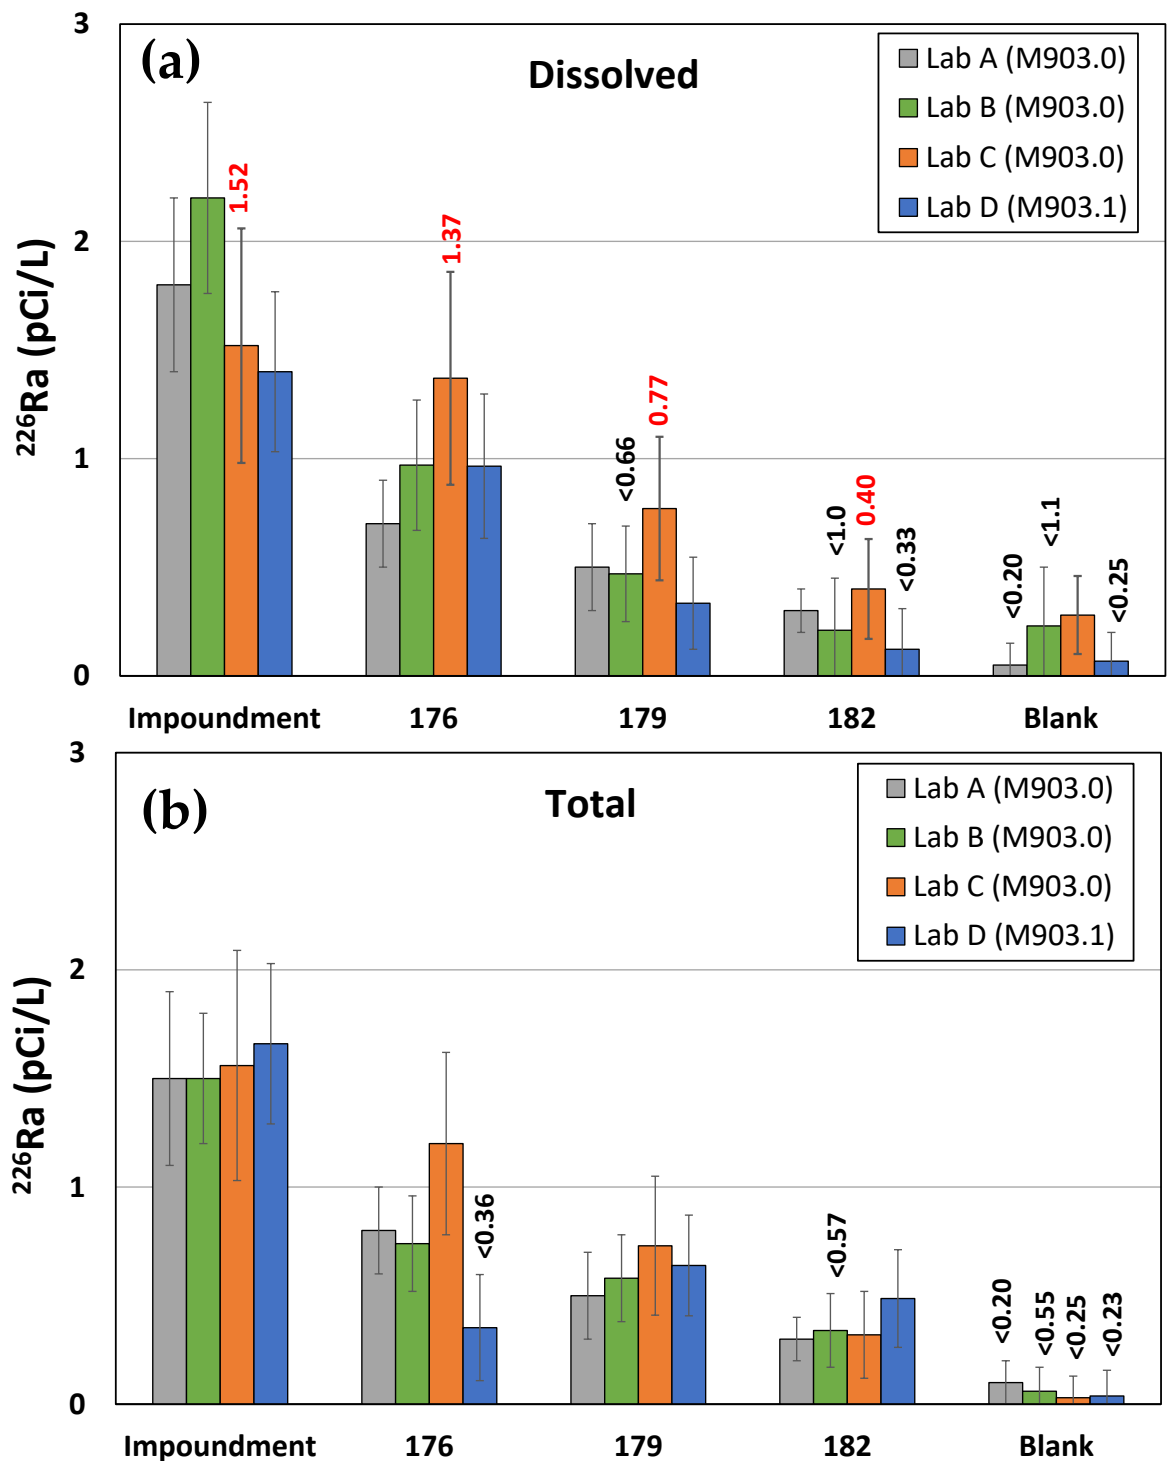 (a)
Dissolved
Lab A (M903.0)
Lab B (M903.0)
Lab C (M903.0)
Lab D (M903.1)
²²⁶Ra (pCi/L)
3
2
1
0
1.52
1.37
<0.66
0.77
<1.0
0.40
<0.33
<0.20
<1.1
<0.25
Impoundment 176 179 182 Blank
(b)
Total
Lab A (M903.0)
Lab B (M903.0)
Lab C (M903.0)
Lab D (M903.1)
²²⁶Ra (pCi/L)
3
2
1
0
<0.36
<0.57
<0.20
<0.55
<0.25
<0.23
Impoundment 176 179 182 Blank